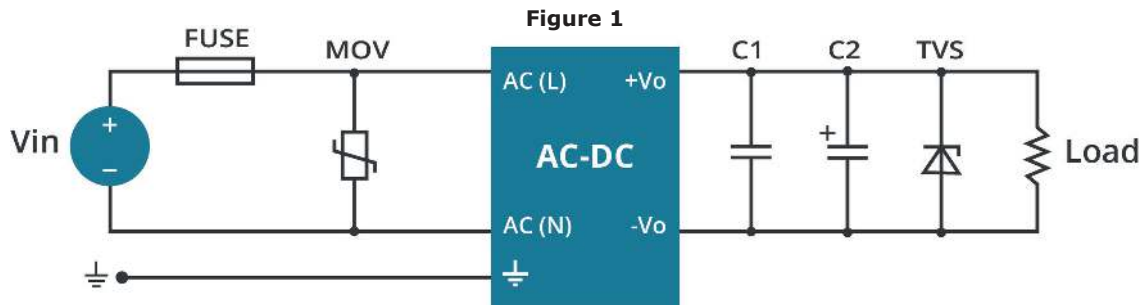 Figure 1
FUSE
MOV
C1
C2
TVS
AC (L)
+Vo
+
Vin
−
AC-DC
+
Load
AC (N)
-Vo